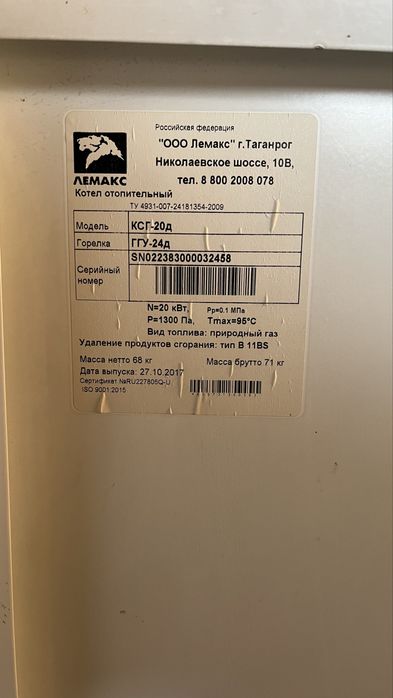 Российская федерация
"ООО Лемакс" г.Таганрог
Николаевское шоссе, 10В,
тел. 8 800 2008 078
ЛЕМАКС
Котел отопительный
ТУ 4931-007-24181354-2009
Модель КСГ-20д
Горелка ГГУ-24д
Серийный номер SN022383000032458
N=20 кВт, Рр=0.1 МПа
Р=1300 Па, Tmax=95°С
Вид топлива: природный газ
Удаление продуктов сгорания: тип В 11BS
Масса нетто 68 кг Масса брутто 71 кг
Дата выпуска: 27.10.2017
Сертификат №RU227806Q-U
ISO 9001:2015